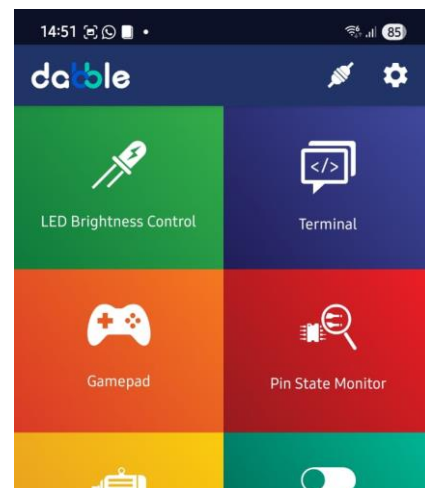 14:51 85
dabble
LED Brightness Control
</>
Terminal
Gamepad
Pin State Monitor